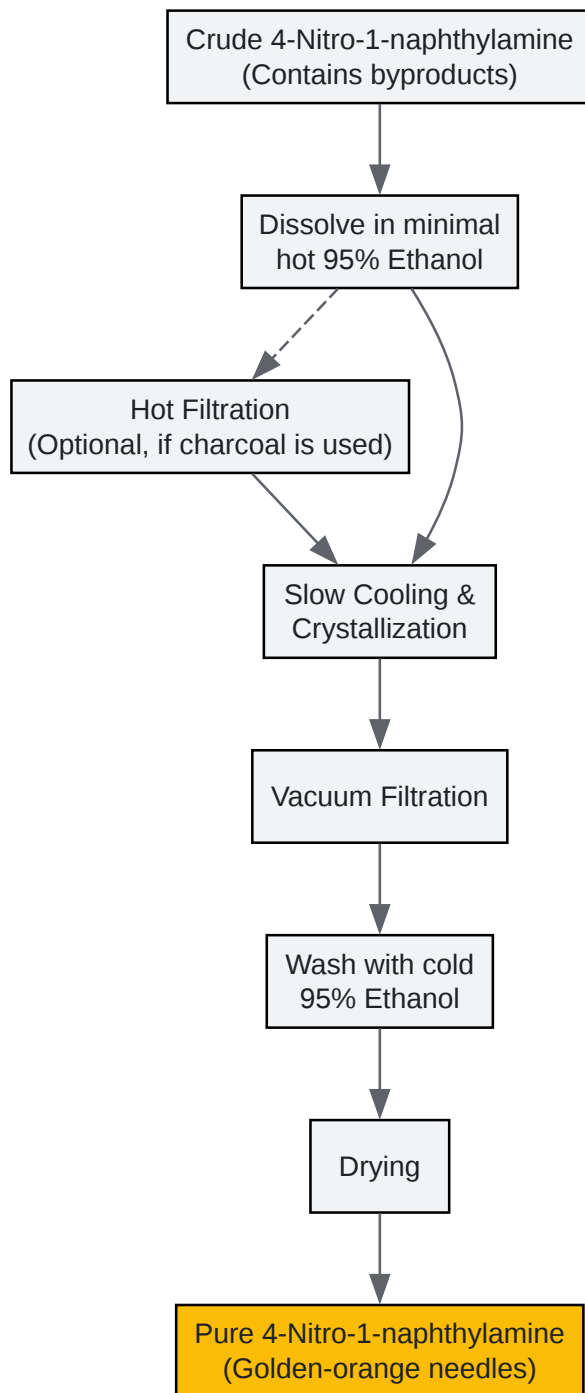 Crude 4-Nitro-1-naphthylamine
(Contains byproducts)
Dissolve in minimal
hot 95% Ethanol
Hot Filtration
(Optional, if charcoal is used)
Slow Cooling &
Crystallization
Vacuum Filtration
Wash with cold
95% Ethanol
Drying
Pure 4-Nitro-1-naphthylamine
(Golden-orange needles)